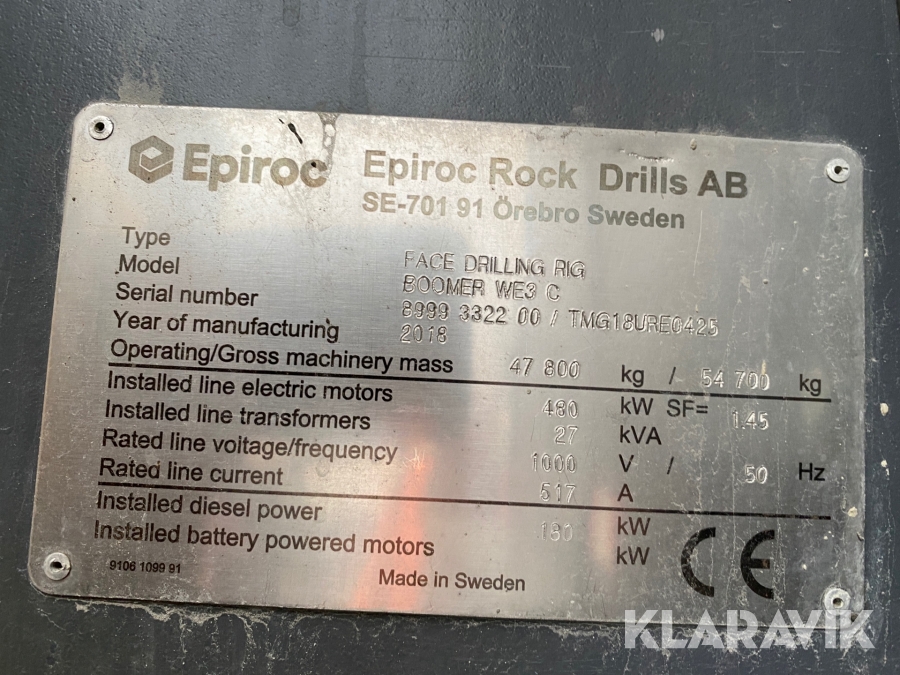 Epiroc Epiroc Rock Drills AB
SE-701 91 Örebro Sweden
Type FACE DRILLING RIG
Model BOOMER WE3 C
Serial number 8999 3322 00 / TMG18URE0425
Year of manufacturing 2018
Operating/Gross machinery mass 47 800 kg / 54 700 kg
Installed line electric motors 480 kW SF= 1.45
Installed line transformers 27 kVA
Rated line voltage/frequency 1000 V / 50 Hz
Rated line current 517 A
Installed diesel power kW
Installed battery powered motors kW
9106 1099 91 Made in Sweden CE
KLARAVIK